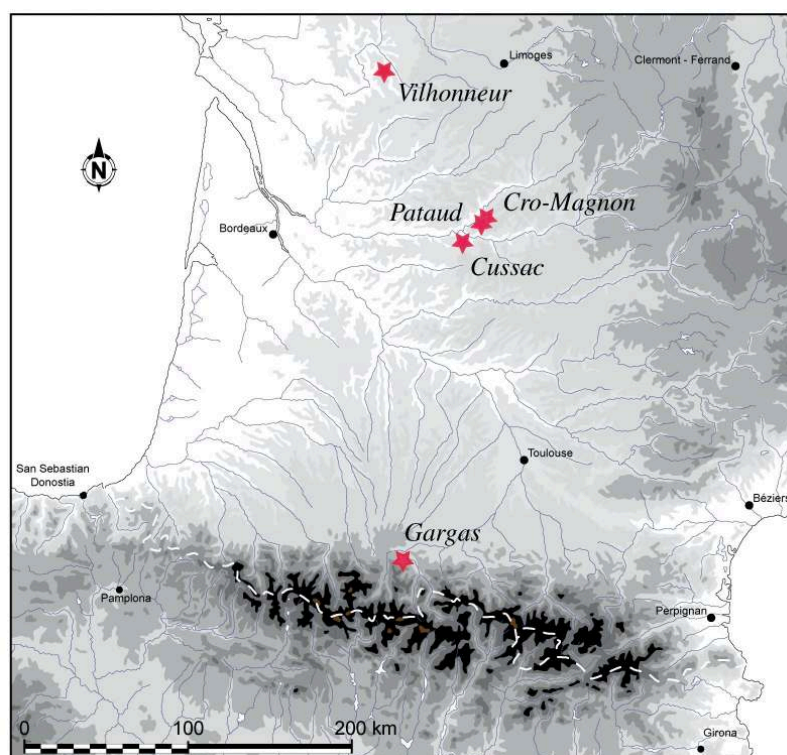 Limoges
Clermont - Ferrand
Vilhonneur
N
Cro-Magnon
Pataud
Bordeaux
Cussac
Toulouse
San Sebastian
Donostia
Béziers
Gargas
Pamplona
Perpignan
Girona
0 100 200 km